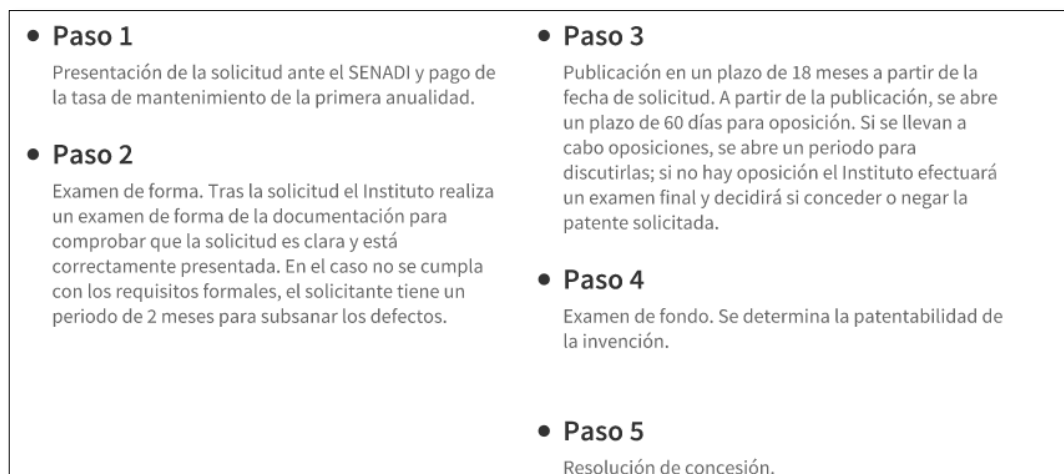 Paso 1
Presentación de la solicitud ante el SENADI y pago de
la tasa de mantenimiento de la primera anualidad.
Paso 2
Examen de forma. Tras la solicitud el Instituto realiza
un examen de forma de la documentación para
comprobar que la solicitud es clara y está
correctamente presentada. En el caso no se cumpla
con los requisitos formales, el solicitante tiene un
periodo de 2 meses para subsanar los defectos.
Paso 3
Publicación en un plazo de 18 meses a partir de la
fecha de solicitud. A partir de la publicación, se abre
un plazo de 60 días para oposición. Si se llevan a
cabo oposiciones, se abre un periodo para
discutirlas; si no hay oposición el Instituto efectuará
un examen final y decidirá si conceder o negar la
patente solicitada.
Paso 4
Examen de fondo. Se determina la patentabilidad de
la invención.
Paso 5
Resolución de concesión.